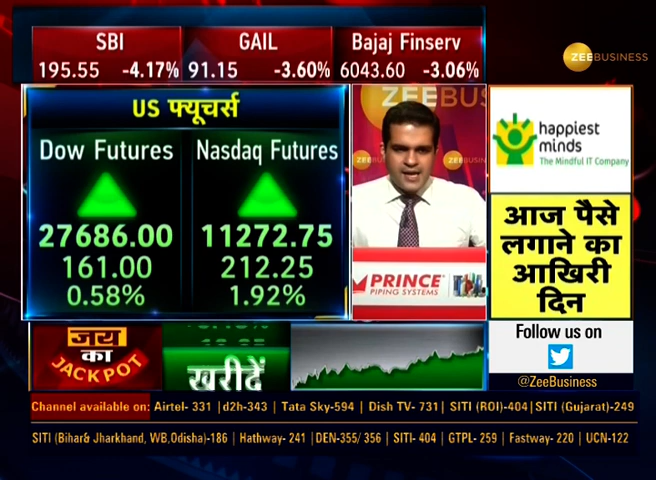 SBI GAIL Bajaj Finserv
195.55 -4.17% 91.15 -3.60% 6043.60 -3.06%
ZEE BUSINESS
US फ्यूचर्स
Dow Futures Nasdaq Futures
27686.00 11272.75
161.00 212.25
0.58% 1.92%
ZEE BUS
ZEE BUSINESS
PRINCE
PIPING SYSTEMS
happiest
minds
The Mindful IT Company
आज पैसे
लगाने का
आखिरी
दिन
Follow us on
@ZeeBusiness
जय
का
JACKPOT
खरीदें
Channel available on: Airtel- 331 | d2h-343 | Tata Sky-594 | Dish TV- 731| SITI (ROI)-404| SITI (Gujarat)-249
SITI (Bihar& Jharkhand, WB,Odisha)-186 | Hathway- 241 |DEN-355/ 356 | SITI- 404 | GTPL- 259 | Fastway- 220 | UCN-122